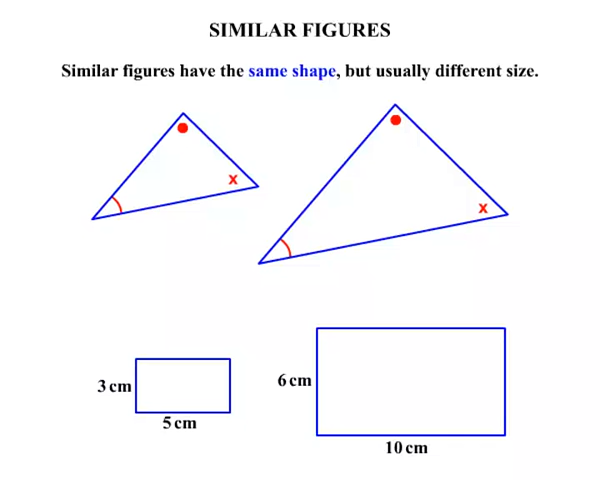 SIMILAR FIGURES
Similar figures have the same shape, but usually different size.
x
x
3 cm
5 cm
6 cm
10 cm